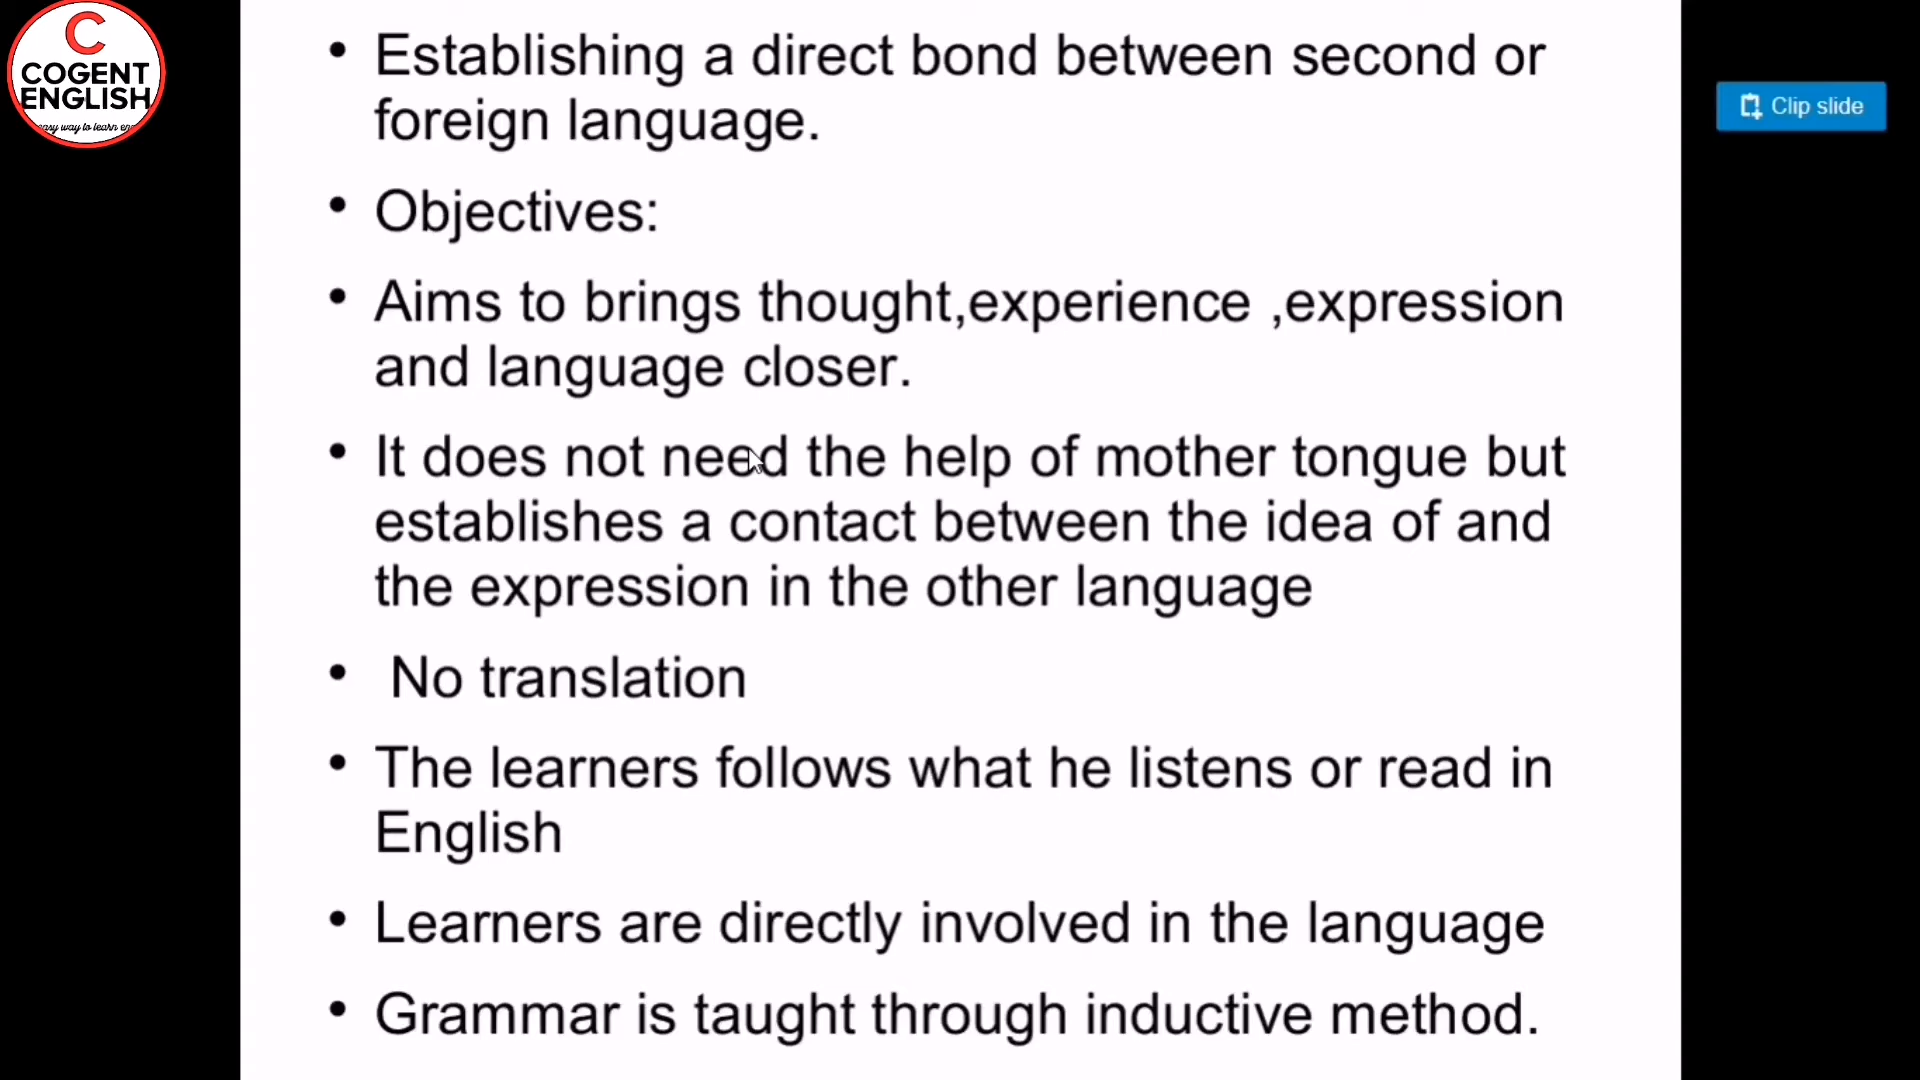 C
COGENT
ENGLISH
easy way to learn eng
• Establishing a direct bond between second or
foreign language.
• Objectives:
• Aims to brings thought,experience ,expression
and language closer.
• It does not need the help of mother tongue but
establishes a contact between the idea of and
the expression in the other language
• No translation
• The learners follows what he listens or read in
English
• Learners are directly involved in the language
• Grammar is taught through inductive method.
Clip slide